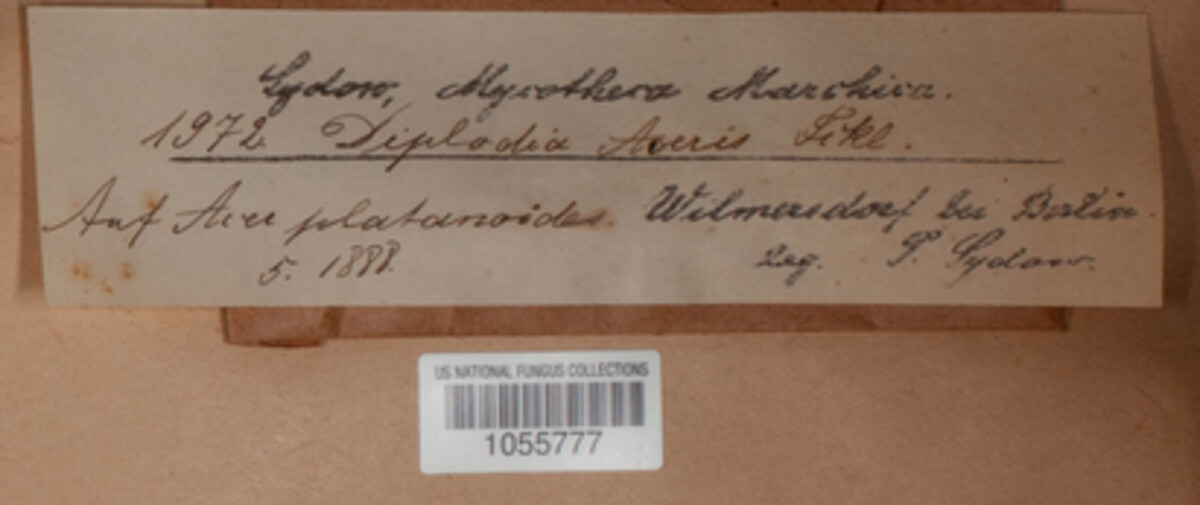 Sydow, Mycotheca Marchica.
1972. Diplodia Aceris Fckl.
Auf Acer platanoides Wilmersdorf bei Berlin.
5. 1888. Leg. P. Sydow.
US NATIONAL FUNGUS COLLECTIONS
1055777